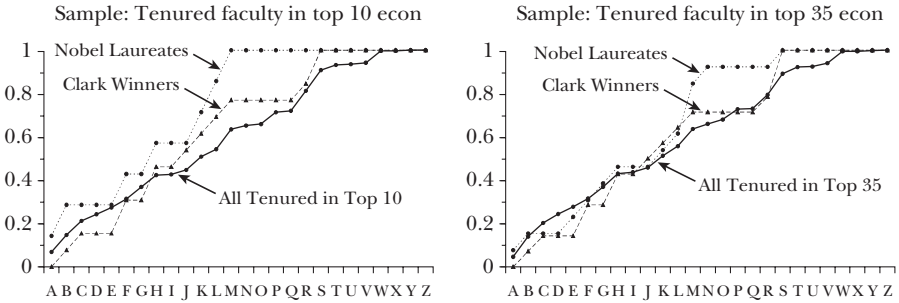 Sample: Tenured faculty in top 10 econ
1
Nobel Laureates
0.8
Clark Winners
0.6
0.4
All Tenured in Top 10
0.2
0
A B C D E F G H I J K L M N O P Q R S T U V W X Y Z
Sample: Tenured faculty in top 35 econ
1
Nobel Laureates
0.8
Clark Winners
0.6
0.4
All Tenured in Top 35
0.2
0
A B C D E F G H I J K L M N O P Q R S T U V W X Y Z